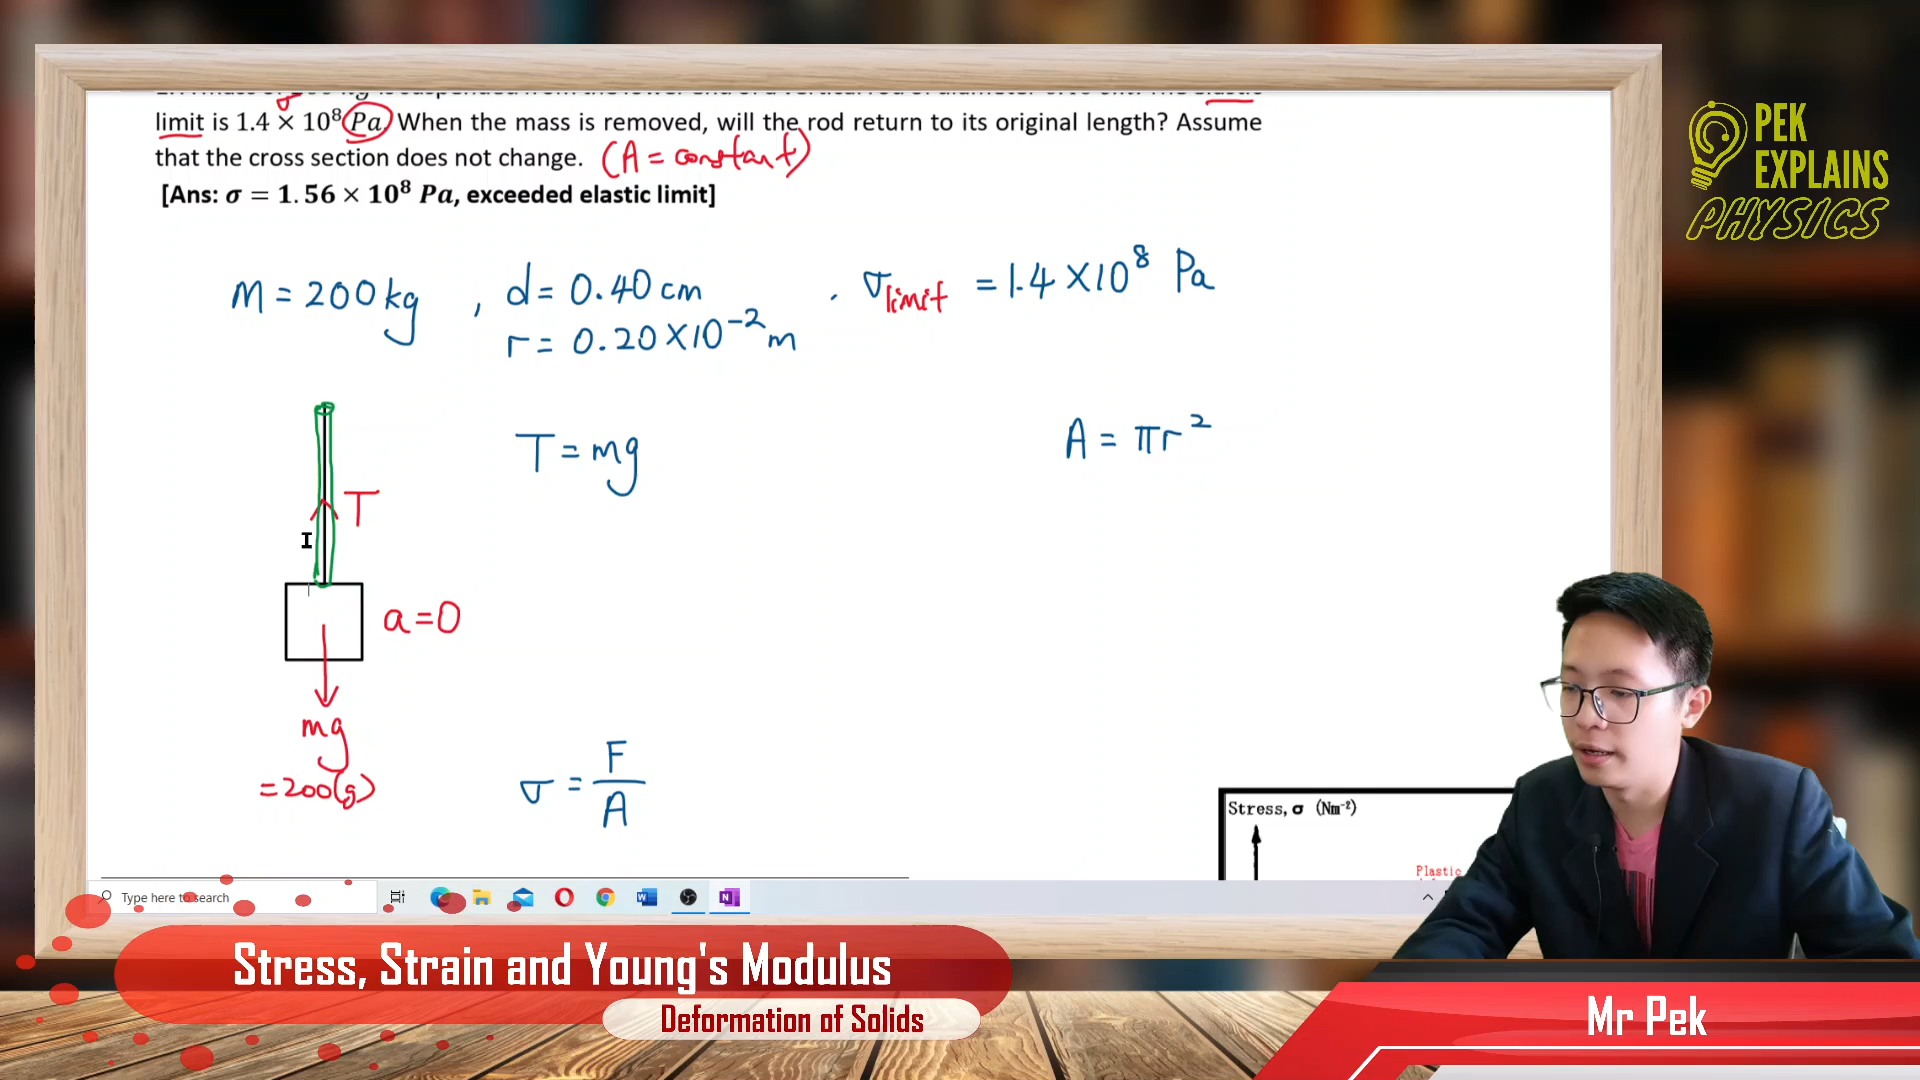 limit is 1.4 × 10⁸ Pa. When the mass is removed, will the rod return to its original length? Assume
that the cross section does not change. (A = constant)
[Ans: σ = 1.56 × 10⁸ Pa, exceeded elastic limit]
σ
m = 200 kg , d = 0.40 cm . σlimit = 1.4 × 10⁸ Pa
r = 0.20 × 10⁻² m
T = mg
A = πr²
T
a = 0
mg
= 200(g)
σ = F/A
Stress, σ (Nm⁻²)
Plastic
Type here to search
PEK
EXPLAINS
PHYSICS
Stress, Strain and Young's Modulus
Deformation of Solids
Mr Pek